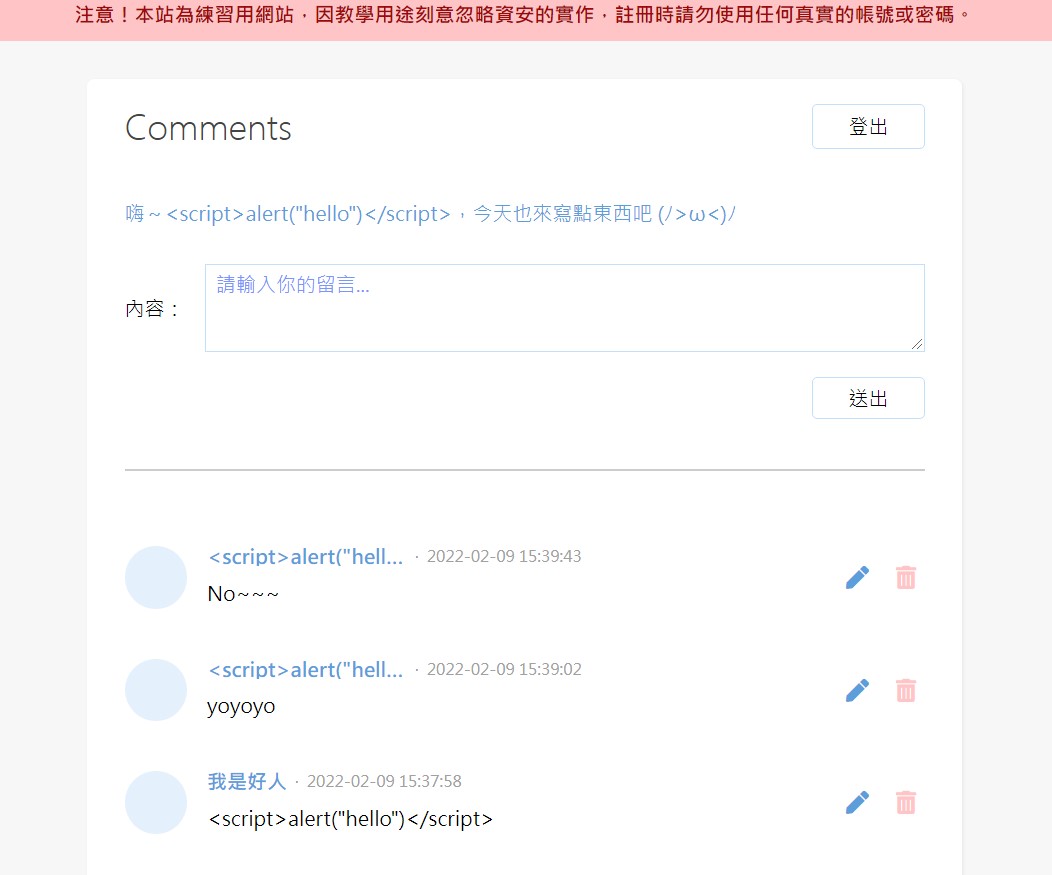 注意！本站為練習用網站，因教學用途刻意忽略資安的實作，註冊時請勿使用任何真實的帳號或密碼。
Comments
登出
嗨~ <script>alert("hello")</script>，今天也來寫點東西吧 (ﾉ>ω<)ﾉ
內容：
請輸入你的留言...
送出
<script>alert("hell... · 2022-02-09 15:39:43
No~~~
<script>alert("hell... · 2022-02-09 15:39:02
yoyoyo
我是好人 · 2022-02-09 15:37:58
<script>alert("hello")</script>